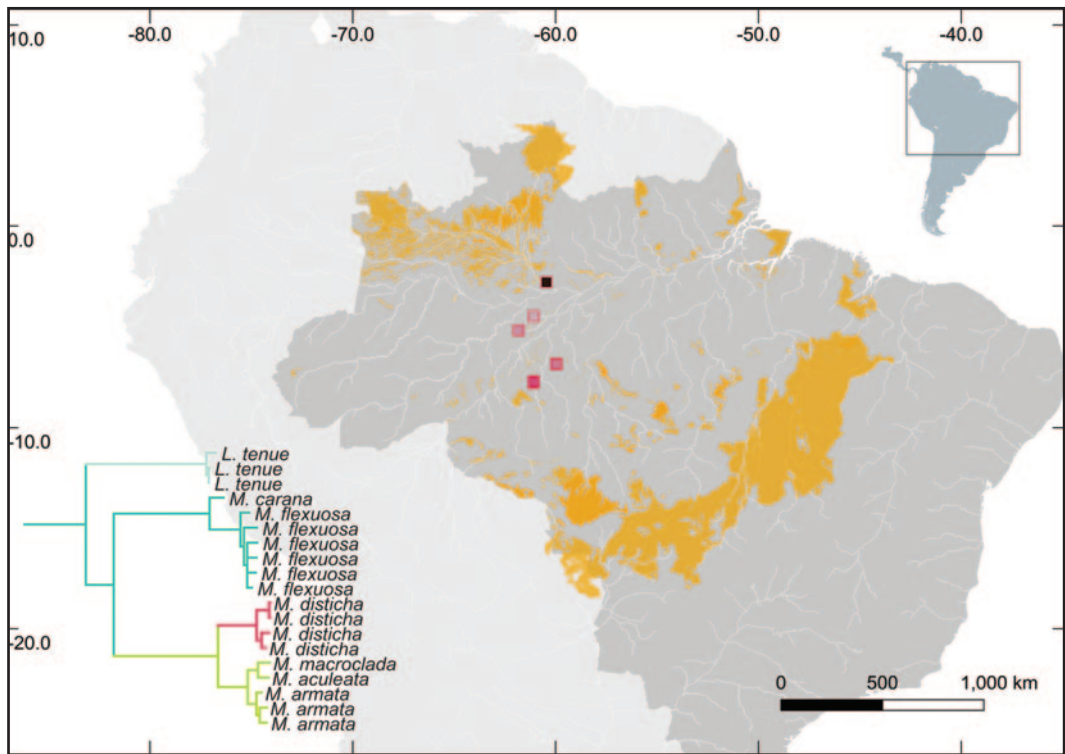 10.0
-80.0 -70.0 -60.0 -50.0 -40.0
0.0
-10.0
L. tenue
L. tenue
L. tenue
M. carana
M. flexuosa
M. flexuosa
M. flexuosa
M. flexuosa
M. flexuosa
M. flexuosa
M. disticha
M. disticha
M. disticha
M. disticha
M. macroclada
M. aculeata
M. armata
M. armata
M. armata
-20.0
0 500 1,000 km